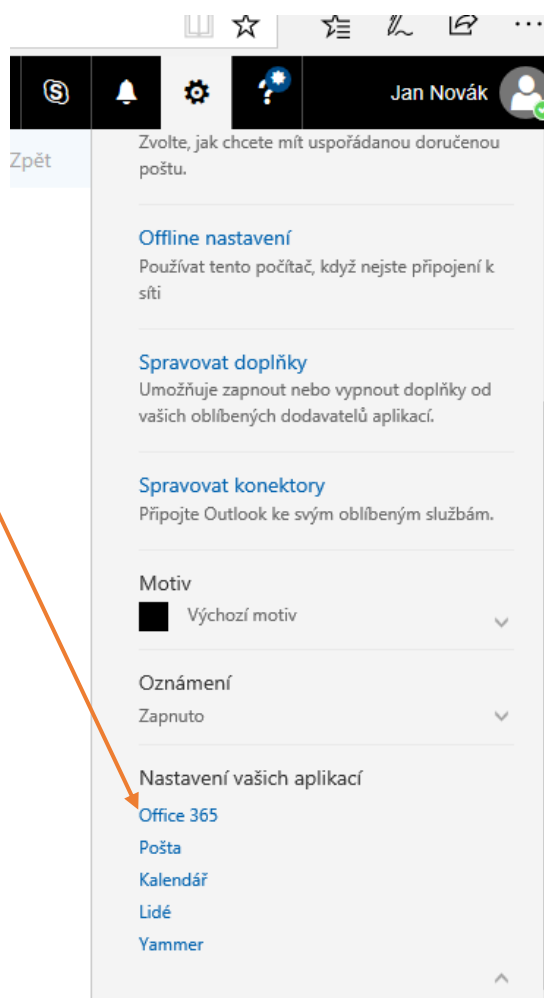 Jan Novák
Zpět
Zvolte, jak chcete mít uspořádanou doručenou
poštu.
Offline nastavení
Používat tento počítač, když nejste připojení k
síti
Spravovat doplňky
Umožňuje zapnout nebo vypnout doplňky od
vašich oblíbených dodavatelů aplikací.
Spravovat konektory
Připojte Outlook ke svým oblíbeným službám.
Motiv
Výchozí motiv
Oznámení
Zapnuto
Nastavení vašich aplikací
Office 365
Pošta
Kalendář
Lidé
Yammer